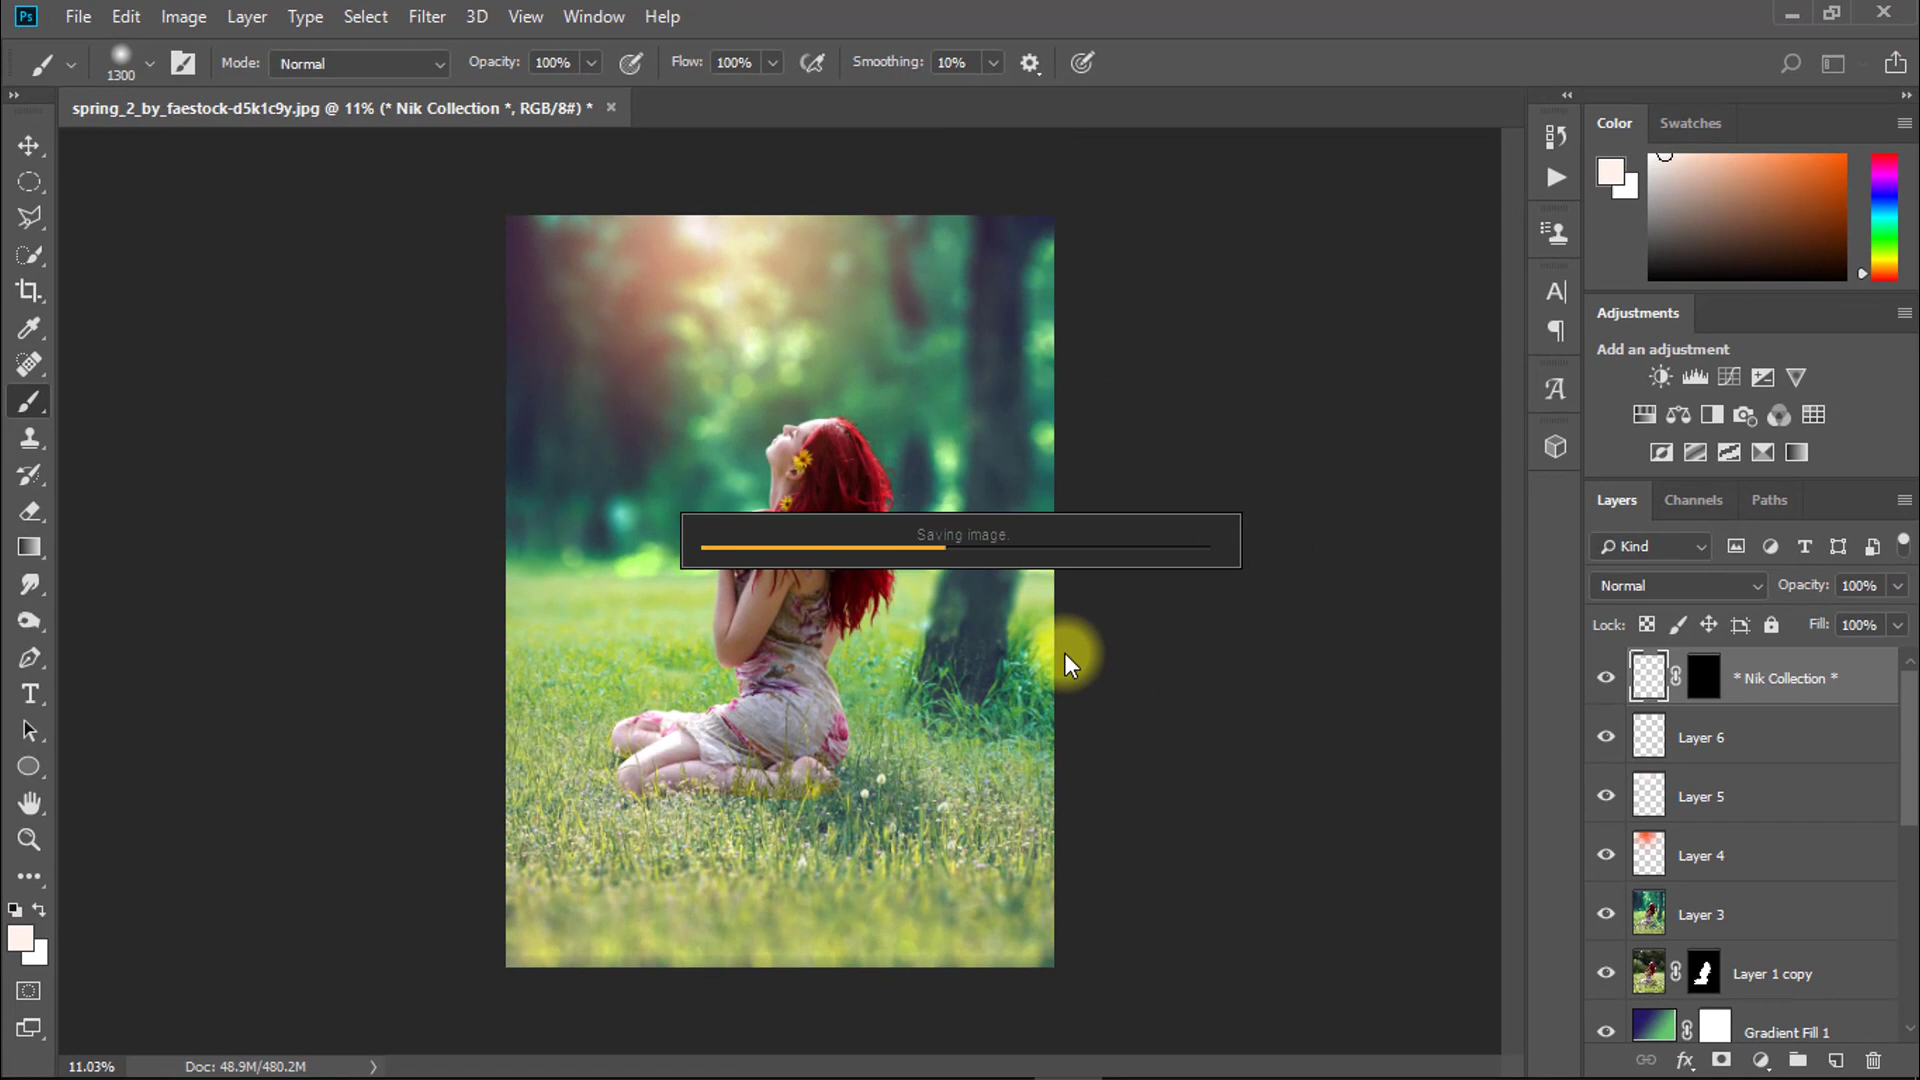 Ps File Edit Image Layer Type Select Filter 3D View Window Help
1300 Mode: Normal Opacity: 100% Flow: 100% Smoothing: 10%
spring_2_by_faestock-d5k1c9y.jpg @ 11% (* Nik Collection *, RGB/8#) *
Color Swatches
Adjustments
Add an adjustment
Layers Channels Paths
Kind
Normal Opacity: 100%
Lock: Fill: 100%
* Nik Collection *
Layer 6
Layer 5
Layer 4
Layer 3
Layer 1 copy
Gradient Fill 1
Saving image.
11.03% Doc: 48.9M/480.2M